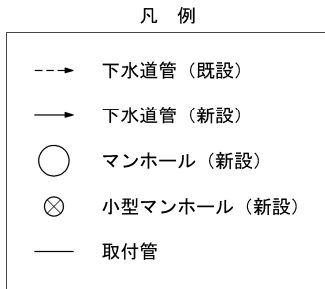 凡 例
下水道管（既設）
下水道管（新設）
マンホール（新設）
小型マンホール（新設）
取付管